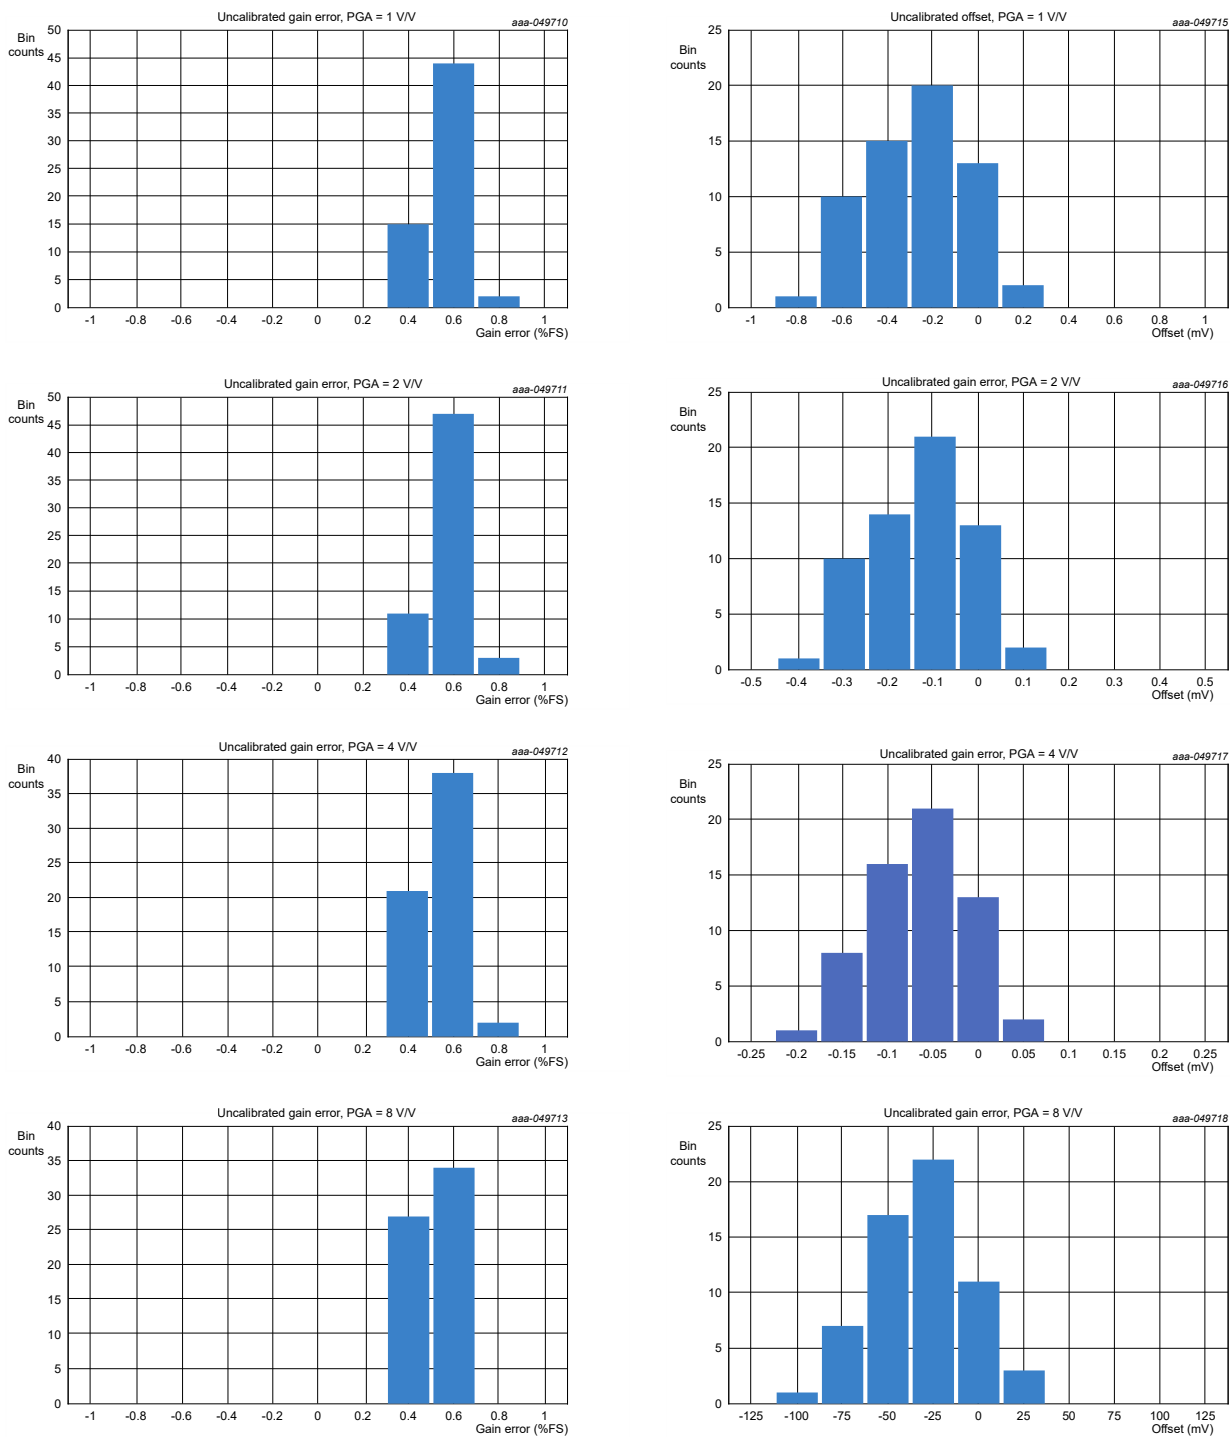 Uncalibrated gain error, PGA = 1 V/V
aaa-049710
Bin
counts
50
45
40
35
30
25
20
15
10
5
0
-1 -0.8 -0.6 -0.4 -0.2 0 0.2 0.4 0.6 0.8 1
Gain error (%FS)
Uncalibrated offset, PGA = 1 V/V
aaa-049715
Bin
counts
25
20
15
10
5
0
-1 -0.8 -0.6 -0.4 -0.2 0 0.2 0.4 0.6 0.8 1
Offset (mV)
Uncalibrated gain error, PGA = 2 V/V
aaa-049711
Bin
counts
50
45
40
35
30
25
20
15
10
5
0
-1 -0.8 -0.6 -0.4 -0.2 0 0.2 0.4 0.6 0.8 1
Gain error (%FS)
Uncalibrated gain error, PGA = 2 V/V
aaa-049716
Bin
counts
25
20
15
10
5
0
-0.5 -0.4 -0.3 -0.2 -0.1 0 0.1 0.2 0.3 0.4 0.5
Offset (mV)
Uncalibrated gain error, PGA = 4 V/V
aaa-049712
Bin
counts
40
35
30
25
20
15
10
5
0
-1 -0.8 -0.6 -0.4 -0.2 0 0.2 0.4 0.6 0.8 1
Gain error (%FS)
Uncalibrated gain error, PGA = 4 V/V
aaa-049717
Bin
counts
25
20
15
10
5
0
-0.25 -0.2 -0.15 -0.1 -0.05 0 0.05 0.1 0.15 0.2 0.25
Offset (mV)
Uncalibrated gain error, PGA = 8 V/V
aaa-049713
Bin
counts
40
35
30
25
20
15
10
5
0
-1 -0.8 -0.6 -0.4 -0.2 0 0.2 0.4 0.6 0.8 1
Gain error (%FS)
Uncalibrated gain error, PGA = 8 V/V
aaa-049718
Bin
counts
25
20
15
10
5
0
-125 -100 -75 -50 -25 0 25 50 75 100 125
Offset (mV)